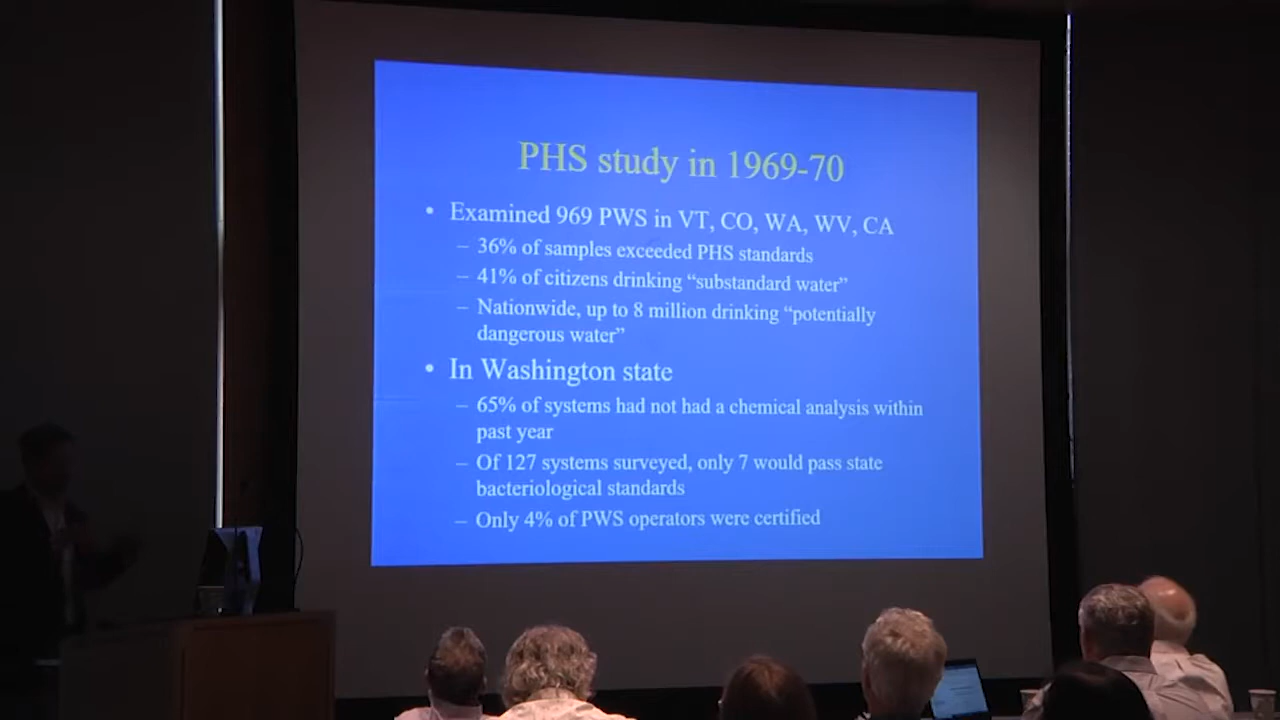 PHS study in 1969-70
• Examined 969 PWS in VT, CO, WA, WV, CA
– 36% of samples exceeded PHS standards
– 41% of citizens drinking “substandard water”
– Nationwide, up to 8 million drinking “potentially
dangerous water”
• In Washington state
– 65% of systems had not had a chemical analysis within
past year
– Of 127 systems surveyed, only 7 would pass state
bacteriological standards
– Only 4% of PWS operators were certified